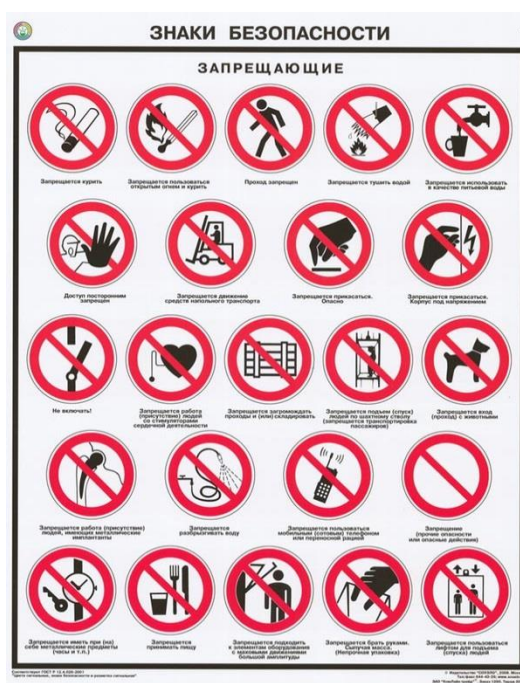 ЗНАКИ БЕЗОПАСНОСТИ
ЗАПРЕЩАЮЩИЕ
Запрещается курить
Запрещается пользоваться
открытым огнем и курить
Проход запрещен
Запрещается тушить водой
Запрещается использовать
в качестве питьевой воды
Доступ посторонним
запрещен
Запрещается движение
средств напольного транспорта
Запрещается прикасаться.
Опасно
Запрещается прикасаться.
Корпус под напряжением
Не включать!
Запрещается работа
(присутствие) людей
со стимуляторами
сердечной деятельности
Запрещается загромождать
проходы и (или) складировать
Запрещается подъем (спуск)
людей по шахтному стволу
(запрещается транспортировка
пассажиров)
Запрещается вход
(проход) с животными
Запрещается работа (присутствие)
людей, имеющих металлические
имплантанты
Запрещается
разбрызгивать воду
Запрещается пользоваться
мобильным (сотовым) телефоном
или переносной рацией
Запрещение
(прочие опасности
или опасные действия)
Запрещается иметь при (на)
себе металлические предметы
(часы и т.п.)
Запрещается
принимать пищу
Запрещается подходить
к элементам оборудования
с маховыми движениями
большой амплитуды
Запрещается брать руками.
Сыпучая масса.
(Непрочная упаковка)
Запрещается пользоваться
лифтом для подъема
(спуска) людей